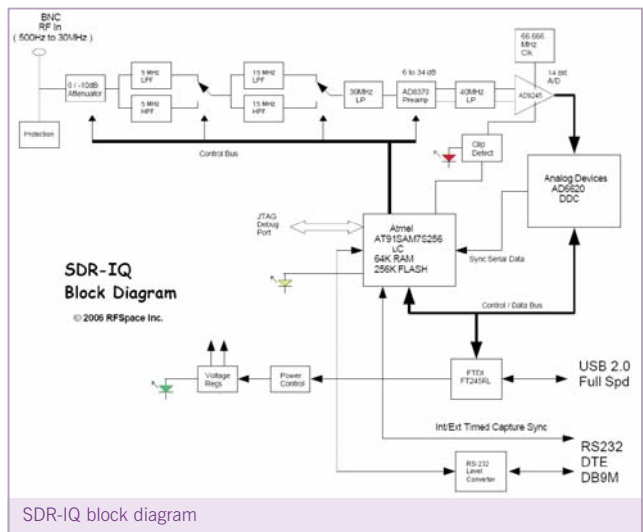 BNC
RF In
( 500Hz to 30MHz )
0 / -10dB
Attenuator
Protection
5 MHz
LPF
5 MHz
HPF
15 MHz
LPF
15 MHz
HPF
30MHz
LP
6 to 34 dB
AD8370
Preamp
40MHz
LP
66.666
MHz
Clk
14 bit
A/D
AD9245
Clip
Detect
Control Bus
Analog Devices
AD6620
DDC
JTAG
Debug
Port
Atmel
AT91SAM7S256
uC
64K RAM
256K FLASH
Sync Serial Data
SDR-IQ
Block Diagram
© 2006 RFSpace Inc.
Control / Data Bus
Voltage
Regs
Power
Control
FTDI
FT245RL
USB 2.0
Full Spd
Int/Ext Timed Capture Sync
RS-232
Level
Converter
RS232
DTE
DB9M
SDR-IQ block diagram